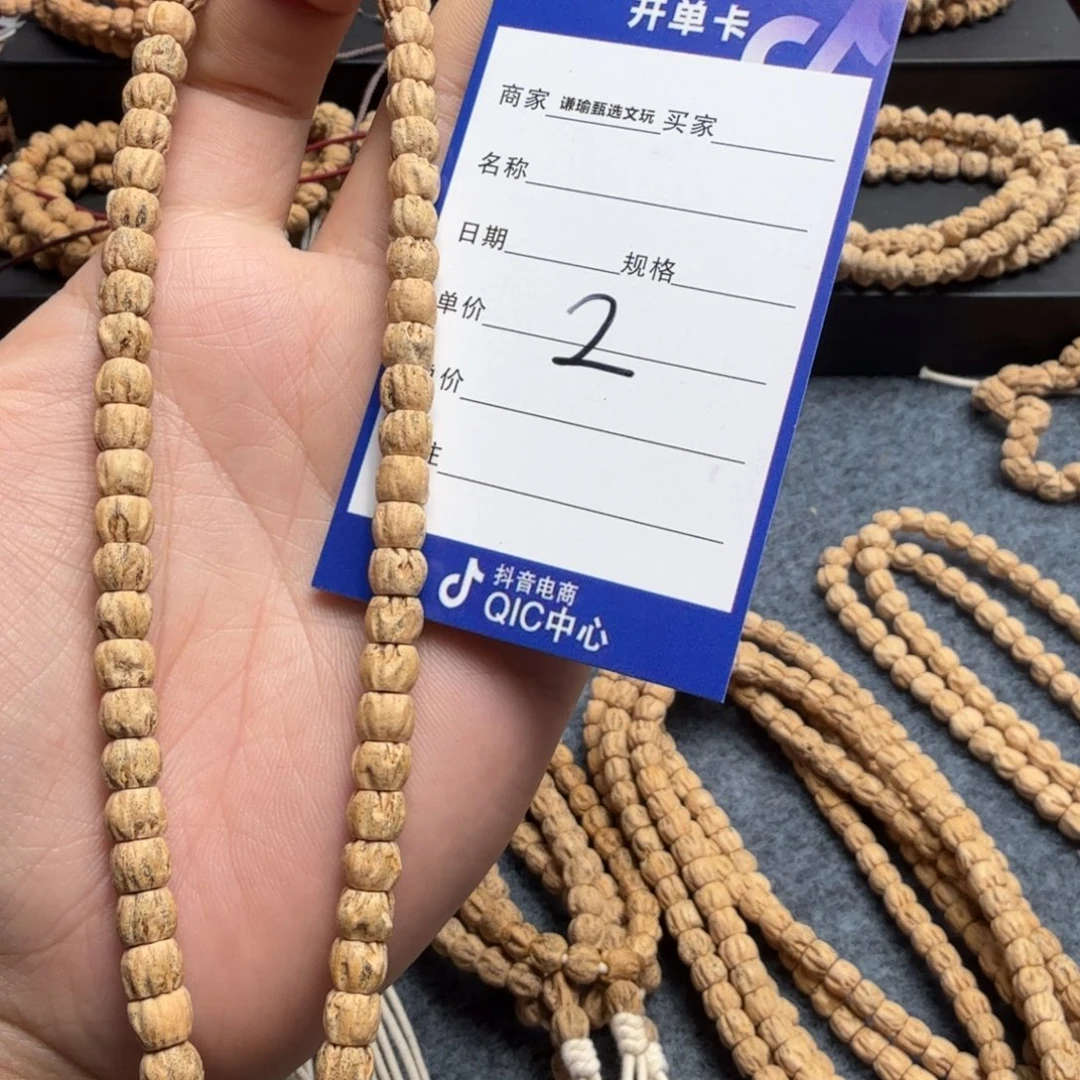 开单卡
商家 谦瑜甄选文玩 买家
名称
日期 规格
单价 2
价
注
抖音电商
QIC中心